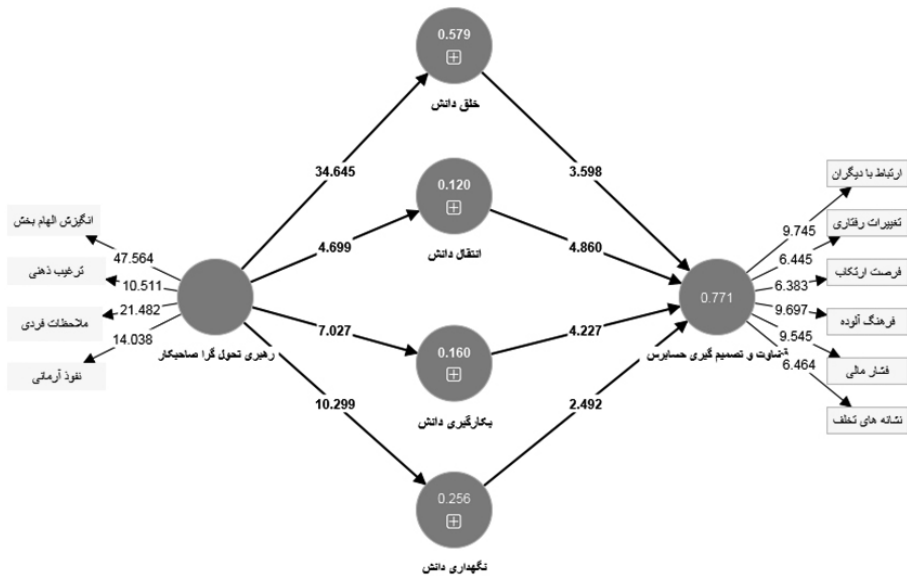 0.579
خلق دانش
34.645
3.598
0.120
انتقال دانش
4.699
4.860
انگیزش الهام بخش
ترغیب ذهنی
ملاحظات فردی
نفوذ آرمانی
47.564
10.511
21.482
14.038
رهبری تحول گرا صاحبکار
7.027
4.227
0.160
بکارگیری دانش
10.299
2.492
0.256
نگهداری دانش
0.771
قضاوت و تصمیم گیری حسابرس
9.745
6.445
6.383
9.697
9.545
6.464
ارتباط با دیگران
تغییرات رفتاری
فرصت ارتکاب
فرهنگ آلوده
فشار مالی
نشانه های تخلف